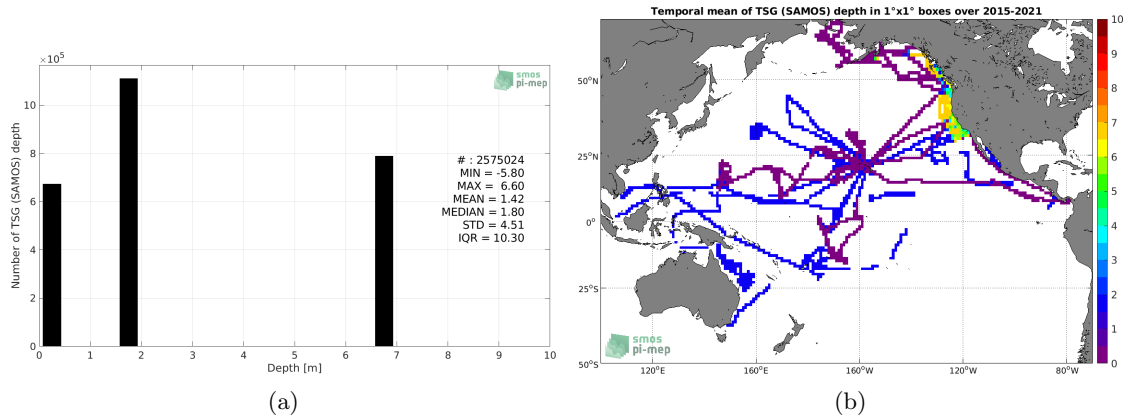 ×10⁵
10
8
6
4
2
0
0 1 2 3 4 5 6 7 8 9 10
Number of TSG (SAMOS) depth
Depth [m]
smos
pi-mep
# : 2575024
MIN = -5.80
MAX = 6.60
MEAN = 1.42
MEDIAN = 1.80
STD = 4.51
IQR = 10.30
(a)
Temporal mean of TSG (SAMOS) depth in 1°x1° boxes over 2015-2021
50°N
25°N
0°
25°S
50°S
120°E 160°E 160°W 120°W 80°W
smos
pi-mep
10
9
8
7
6
5
4
3
2
1
0
(b)